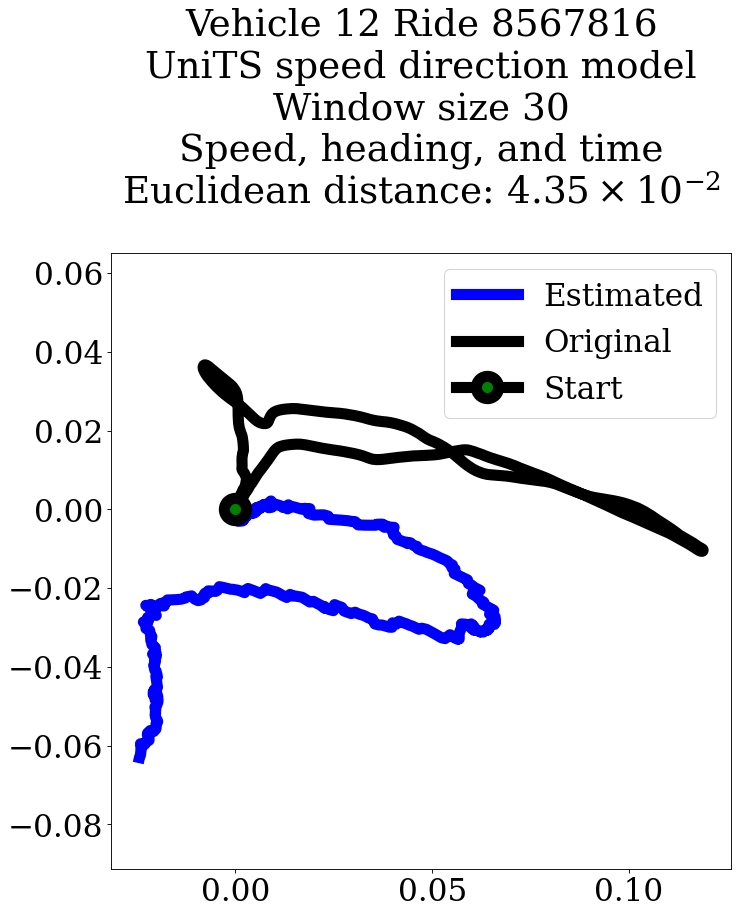 Vehicle 12 Ride 8567816
UniTS speed direction model
Window size 30
Speed, heading, and time
Euclidean distance: 4.35 × 10⁻²
Estimated
Original
Start
0.06
0.04
0.02
0.00
−0.02
−0.04
−0.06
−0.08
0.00 0.05 0.10